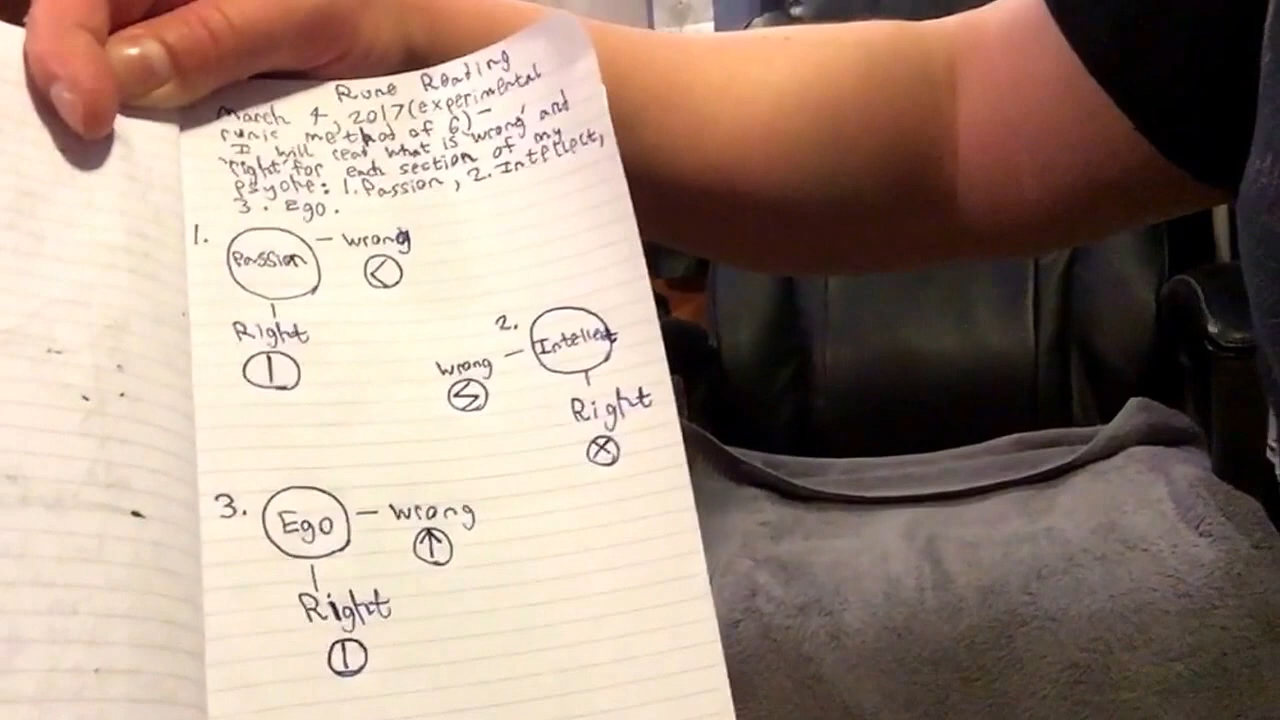 Rune Reading
March 4, 2017 (experimental
runic method of 6) -
I will read what is 'wrong' and
'right' for each section of my
psyche: 1. Passion, 2. Intellect,
3. Ego.
1. Passion - Wrong
Right
2. Intellect
Wrong -
Right
3. Ego - Wrong
Right